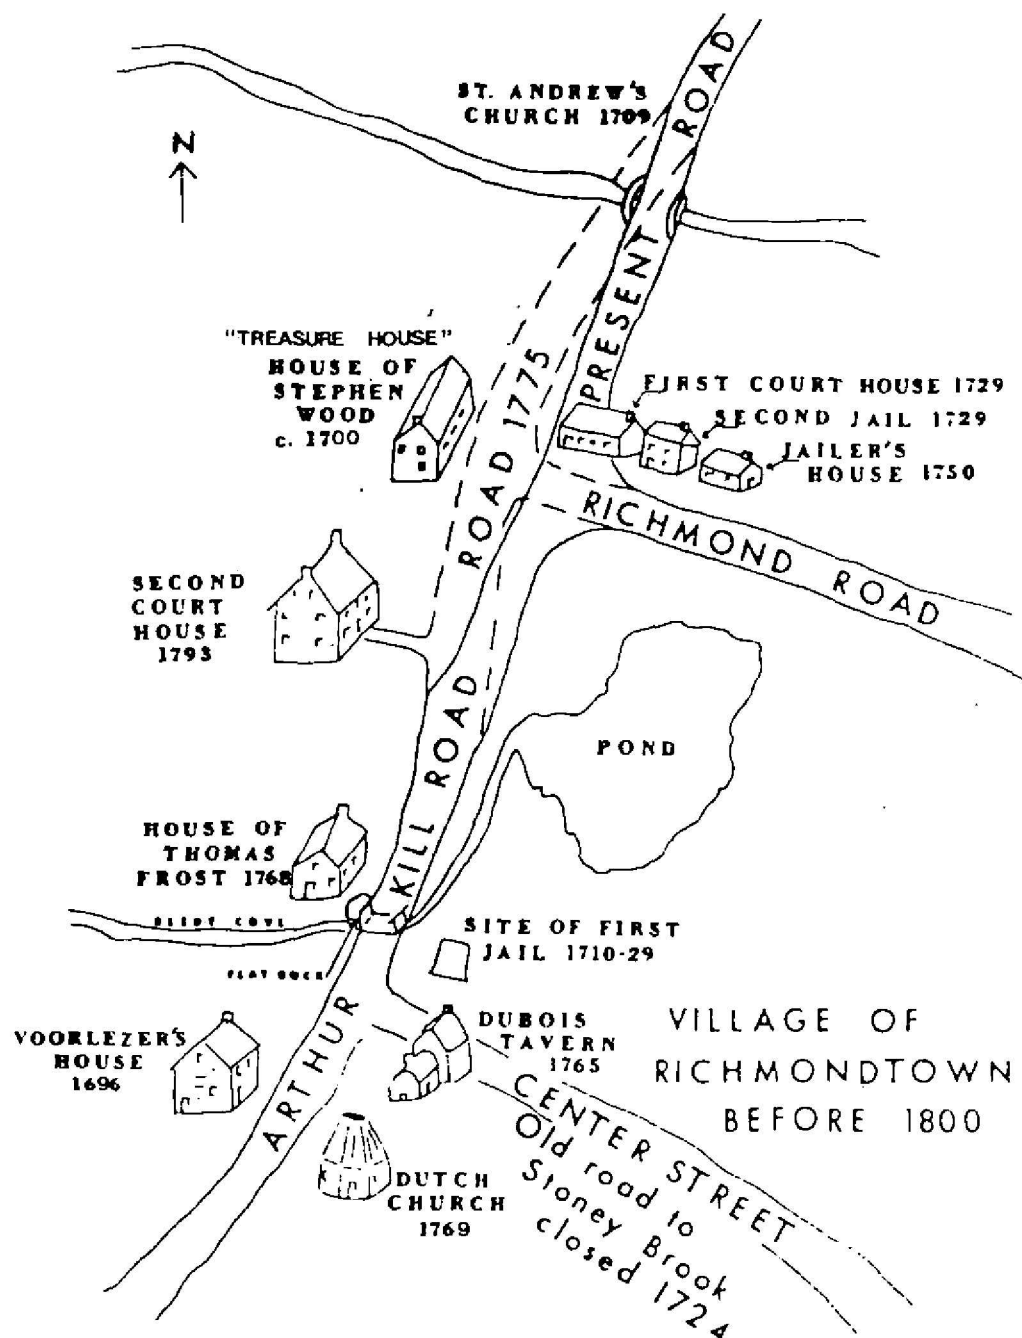 ST. ANDREW'S
CHURCH 1709
PRESENT ROAD
N
"TREASURE HOUSE"
HOUSE OF
STEPHEN
WOOD
c. 1700
ROAD 1775
FIRST COURT HOUSE 1729
SECOND JAIL 1729
JAILER'S
HOUSE 1750
RICHMOND ROAD
SECOND
COURT
HOUSE
1793
POND
HOUSE OF
THOMAS
FROST 1768
ARTHUR KILL ROAD
COVE
SITE OF FIRST
JAIL 1710-29
VOORLEZER'S
HOUSE
1696
DUBOIS
TAVERN
1765
VILLAGE OF
RICHMONDTOWN
BEFORE 1800
CENTER STREET
Old road to
Stoney Brook
closed 1724
DUTCH
CHURCH
1769